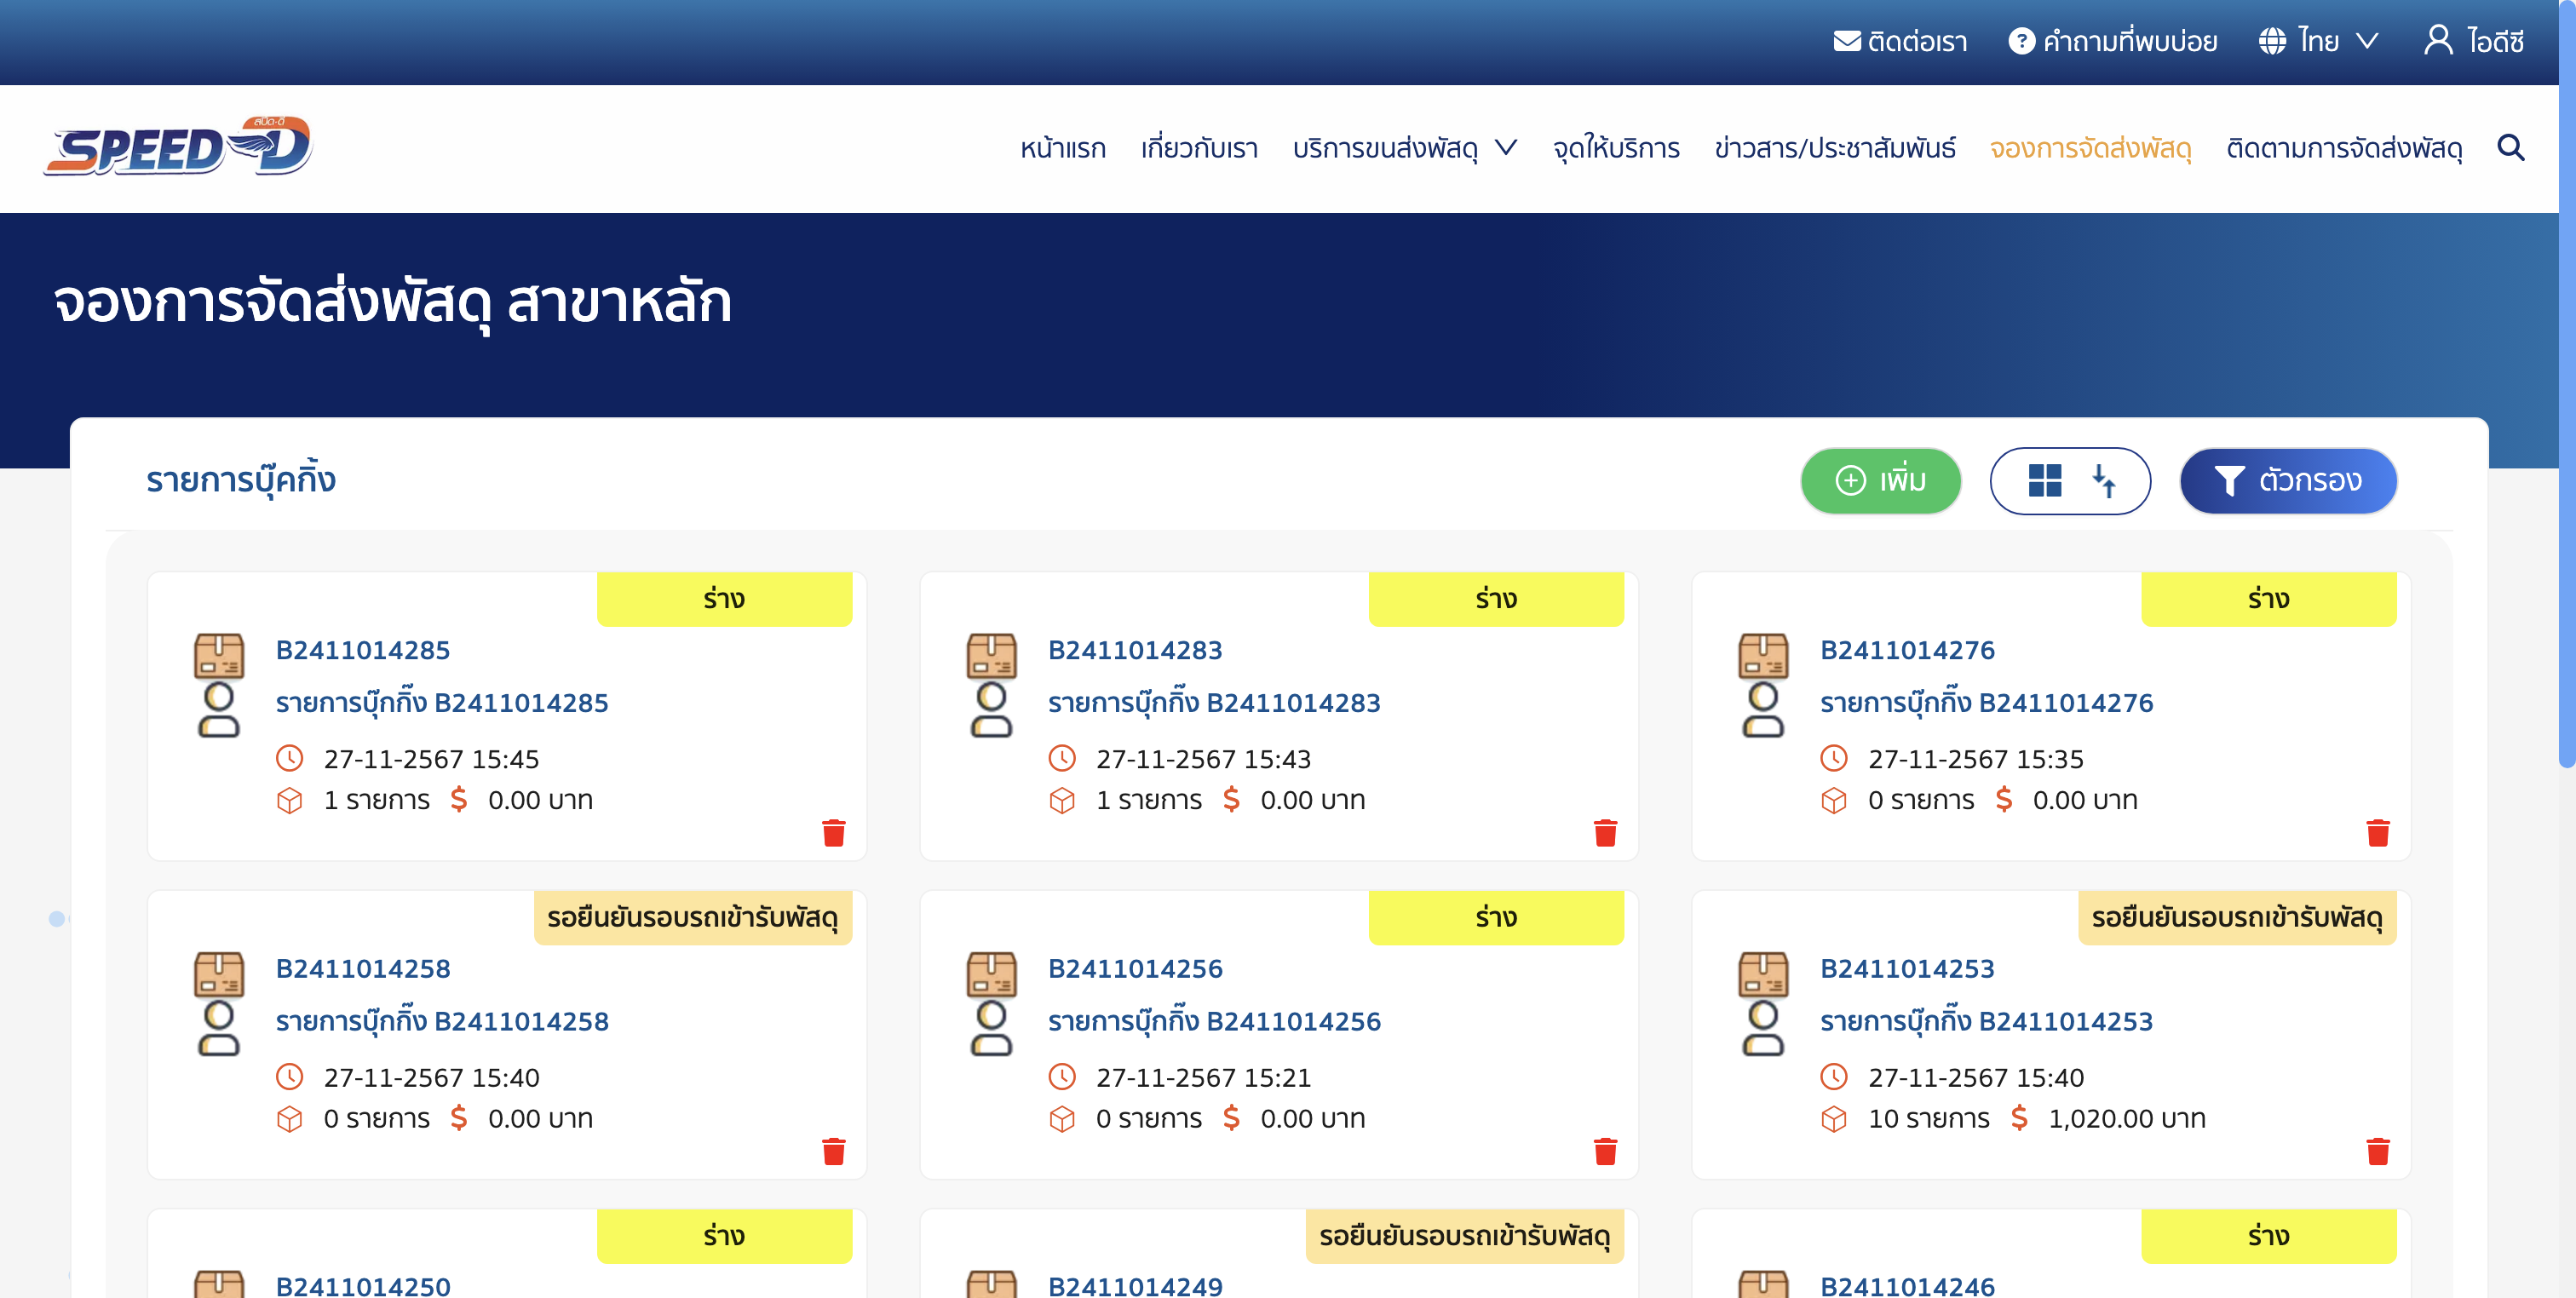 ติดต่อเรา คำถามที่พบบ่อย ไทย ไอดีซี
สปีด-ดี
SPEED-D
หน้าแรก เกี่ยวกับเรา บริการขนส่งพัสดุ จุดให้บริการ ข่าวสาร/ประชาสัมพันธ์ จองการจัดส่งพัสดุ ติดตามการจัดส่งพัสดุ
จองการจัดส่งพัสดุ สาขาหลัก
รายการบุ๊คกิ้ง เพิ่ม ตัวกรอง
ร่าง
B2411014285
รายการบุ๊กกิ๊ง B2411014285
27-11-2567 15:45
1 รายการ $ 0.00 บาท
ร่าง
B2411014283
รายการบุ๊กกิ๊ง B2411014283
27-11-2567 15:43
1 รายการ $ 0.00 บาท
ร่าง
B2411014276
รายการบุ๊กกิ๊ง B2411014276
27-11-2567 15:35
0 รายการ $ 0.00 บาท
รอยืนยันรอบรถเข้ารับพัสดุ
B2411014258
รายการบุ๊กกิ๊ง B2411014258
27-11-2567 15:40
0 รายการ $ 0.00 บาท
ร่าง
B2411014256
รายการบุ๊กกิ๊ง B2411014256
27-11-2567 15:21
0 รายการ $ 0.00 บาท
รอยืนยันรอบรถเข้ารับพัสดุ
B2411014253
รายการบุ๊กกิ๊ง B2411014253
27-11-2567 15:40
10 รายการ $ 1,020.00 บาท
ร่าง
B2411014250
รอยืนยันรอบรถเข้ารับพัสดุ
B2411014249
ร่าง
B2411014246